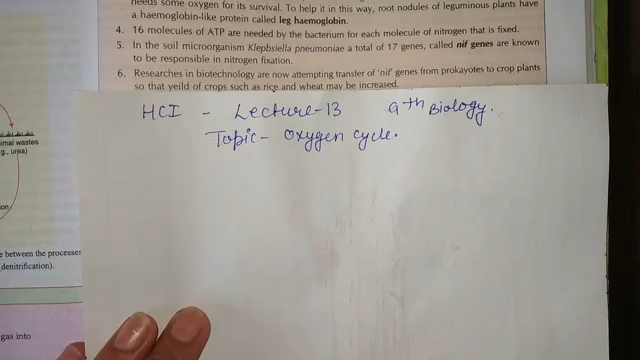 needs some oxygen for its survival. To help it in this way, root nodules of leguminous plants have
a haemoglobin-like protein called leg haemoglobin.
4. 16 molecules of ATP are needed by the bacterium for each molecule of nitrogen that is fixed.
5. In the soil microorganism Klepbsiella pneumoniae a total of 17 genes, called nif genes are known
to be responsible in nitrogen fixation.
6. Researches in biotechnology are now attempting transfer of 'nif' genes from prokayotes to crop plants
so that yeild of crops such as rice and wheat may be increased.
HCI - Lecture-13 9th Biology.
Topic- Oxygen cycle.
imal wastes
g., urea)
on
e between the processes
(denitrification).
gas into